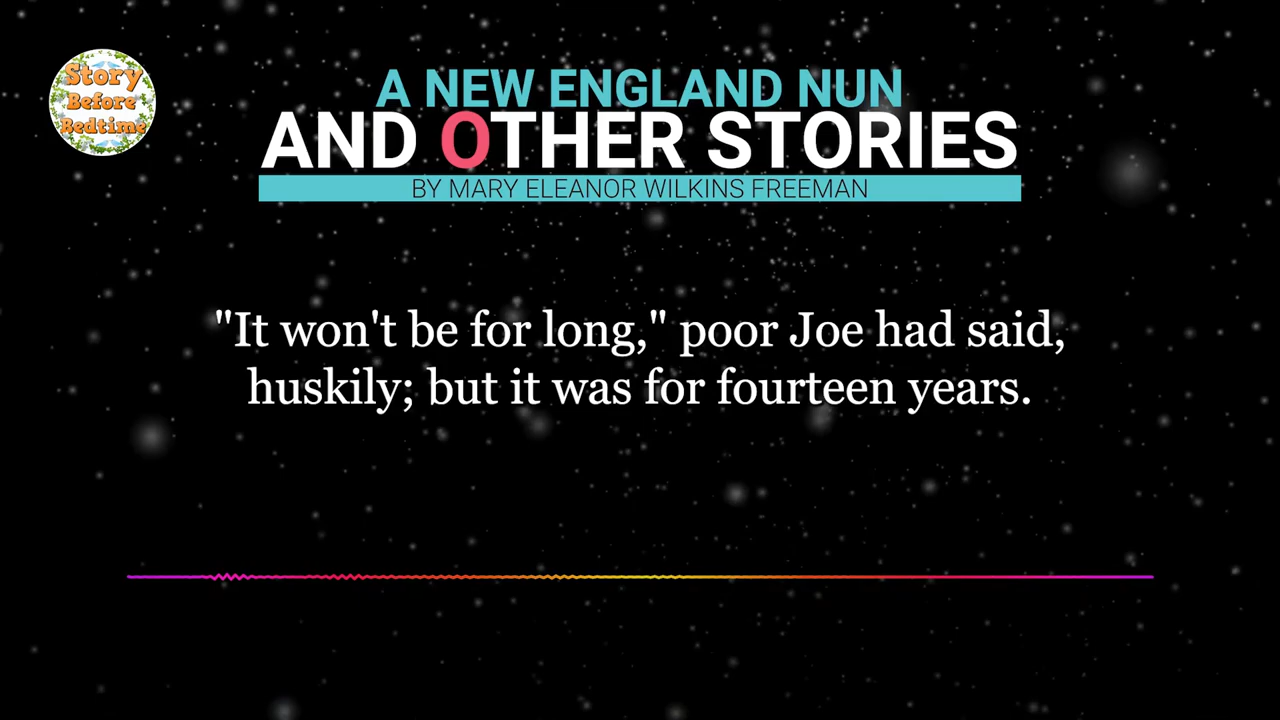 Story
Before
Bedtime
A NEW ENGLAND NUN
AND OTHER STORIES
BY MARY ELEANOR WILKINS FREEMAN
"It won't be for long," poor Joe had said,
huskily; but it was for fourteen years.